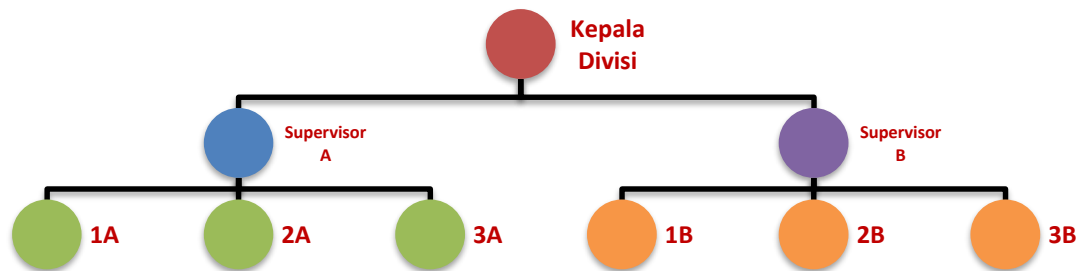 Kepala
Divisi
Supervisor
A
Supervisor
B
1A
2A
3A
1B
2B
3B